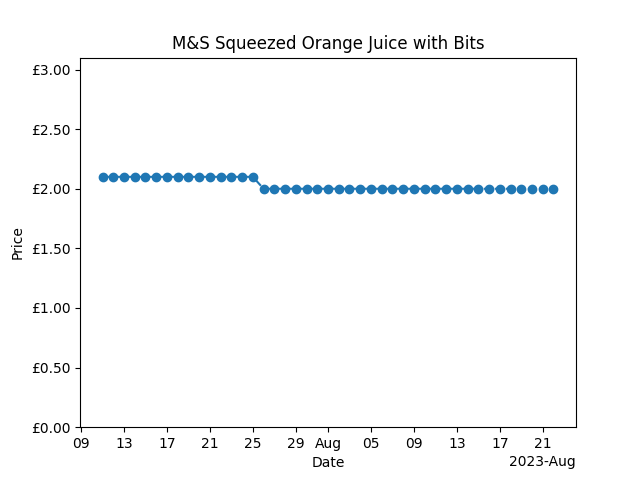 M&S Squeezed Orange Juice with Bits
£3.00
£2.50
£2.00
£1.50
£1.00
£0.50
£0.00
Price
09 13 17 21 25 29 Aug 05 09 13 17 21
Date
2023-Aug